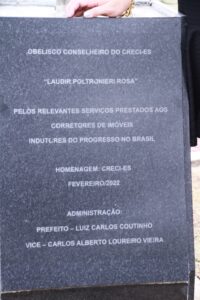 OBELISCO CONSELHEIRO DO CRECI-ES
"LAUDIR POLTRONIERI ROSA"
PELOS RELEVANTES SERVIÇOS PRESTADOS AOS
CORRETORES DE IMÓVEIS
INDUTORES DO PROGRESSO NO BRASIL
HOMENAGEM: CRECI-ES
FEVEREIRO/2022
ADMINISTRAÇÃO:
PREFEITO – LUIZ CARLOS COUTINHO
VICE – CARLOS ALBERTO LOUREIRO VIEIRA